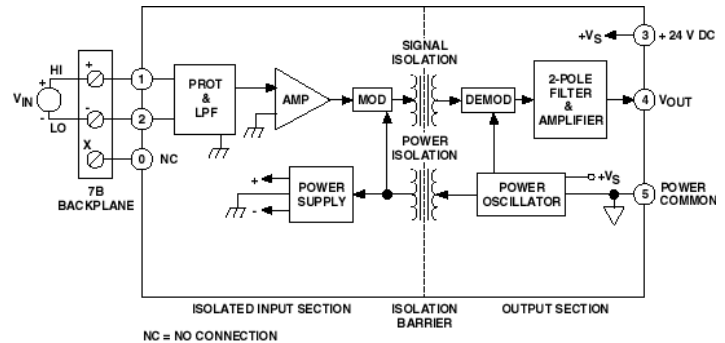 +VS
3
+ 24 V DC
SIGNAL
ISOLATION
HI
+
1
VIN
+
-
LO
-
2
X
0
NC
7B
BACKPLANE
PROT
&
LPF
AMP
MOD
DEMOD
2-POLE
FILTER
&
AMPLIFIER
4
VOUT
POWER
ISOLATION
+
-
POWER
SUPPLY
POWER
OSCILLATOR
+VS
5
POWER
COMMON
ISOLATED INPUT SECTION
ISOLATION
BARRIER
OUTPUT SECTION
NC = NO CONNECTION